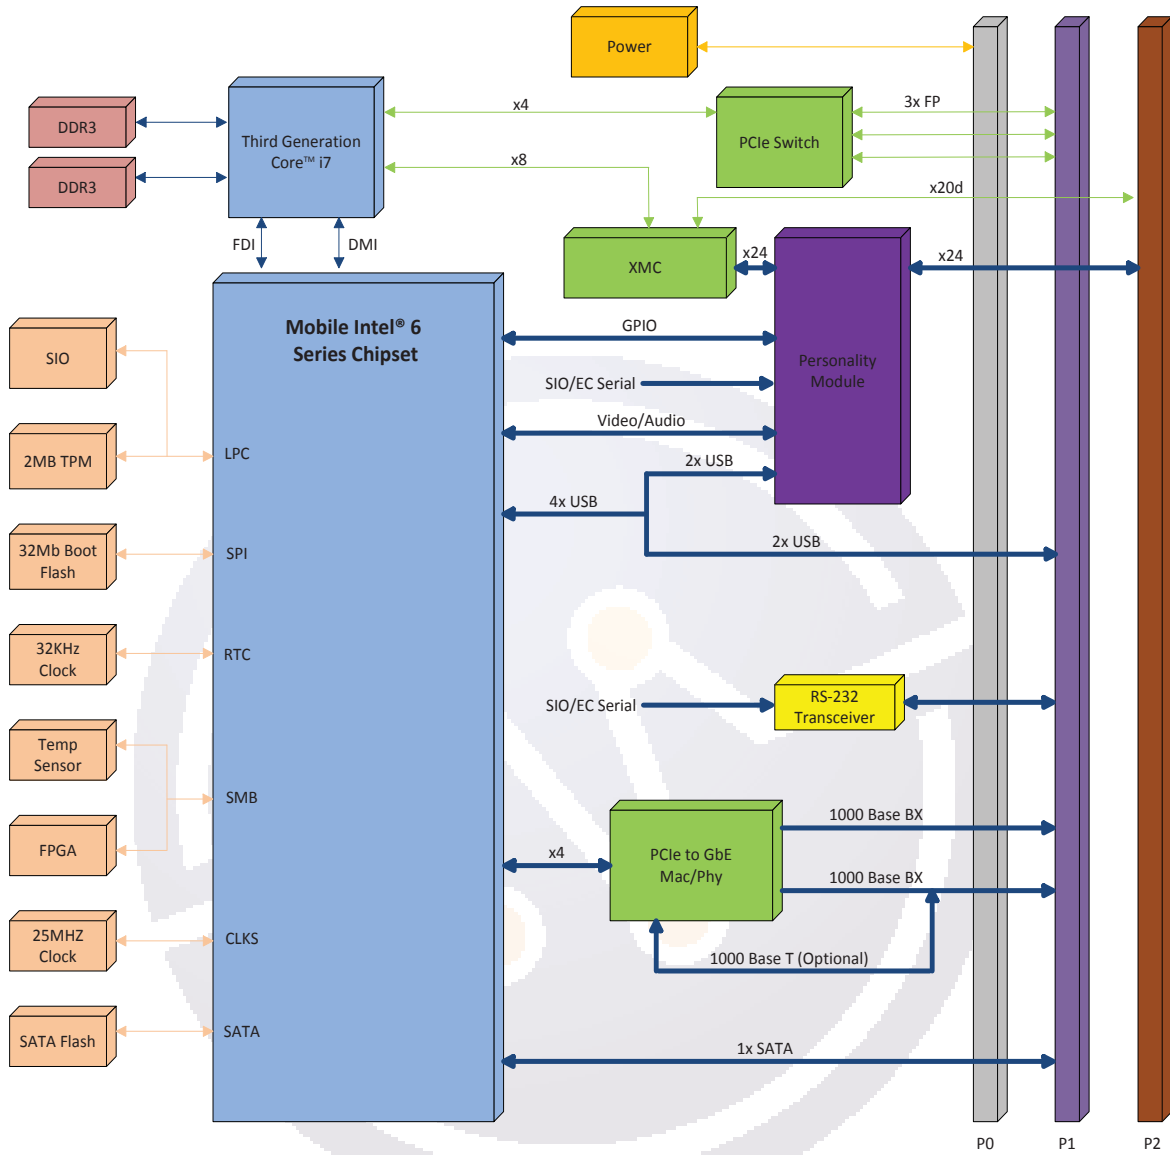 Power
DDR3
DDR3
Third Generation
Core™ i7
x4
x8
PCIe Switch
3x FP
x20d
FDI
DMI
XMC
x24
x24
Mobile Intel® 6
Series Chipset
Personality
Module
GPIO
SIO/EC Serial
Video/Audio
2x USB
4x USB
2x USB
SIO
2MB TPM
LPC
32Mb Boot
Flash
SPI
32KHz
Clock
RTC
SIO/EC Serial
RS-232
Transceiver
Temp
Sensor
SMB
FPGA
x4
PCIe to GbE
Mac/Phy
1000 Base BX
1000 Base BX
1000 Base T (Optional)
25MHZ
Clock
CLKS
SATA Flash
SATA
1x SATA
P0
P1
P2